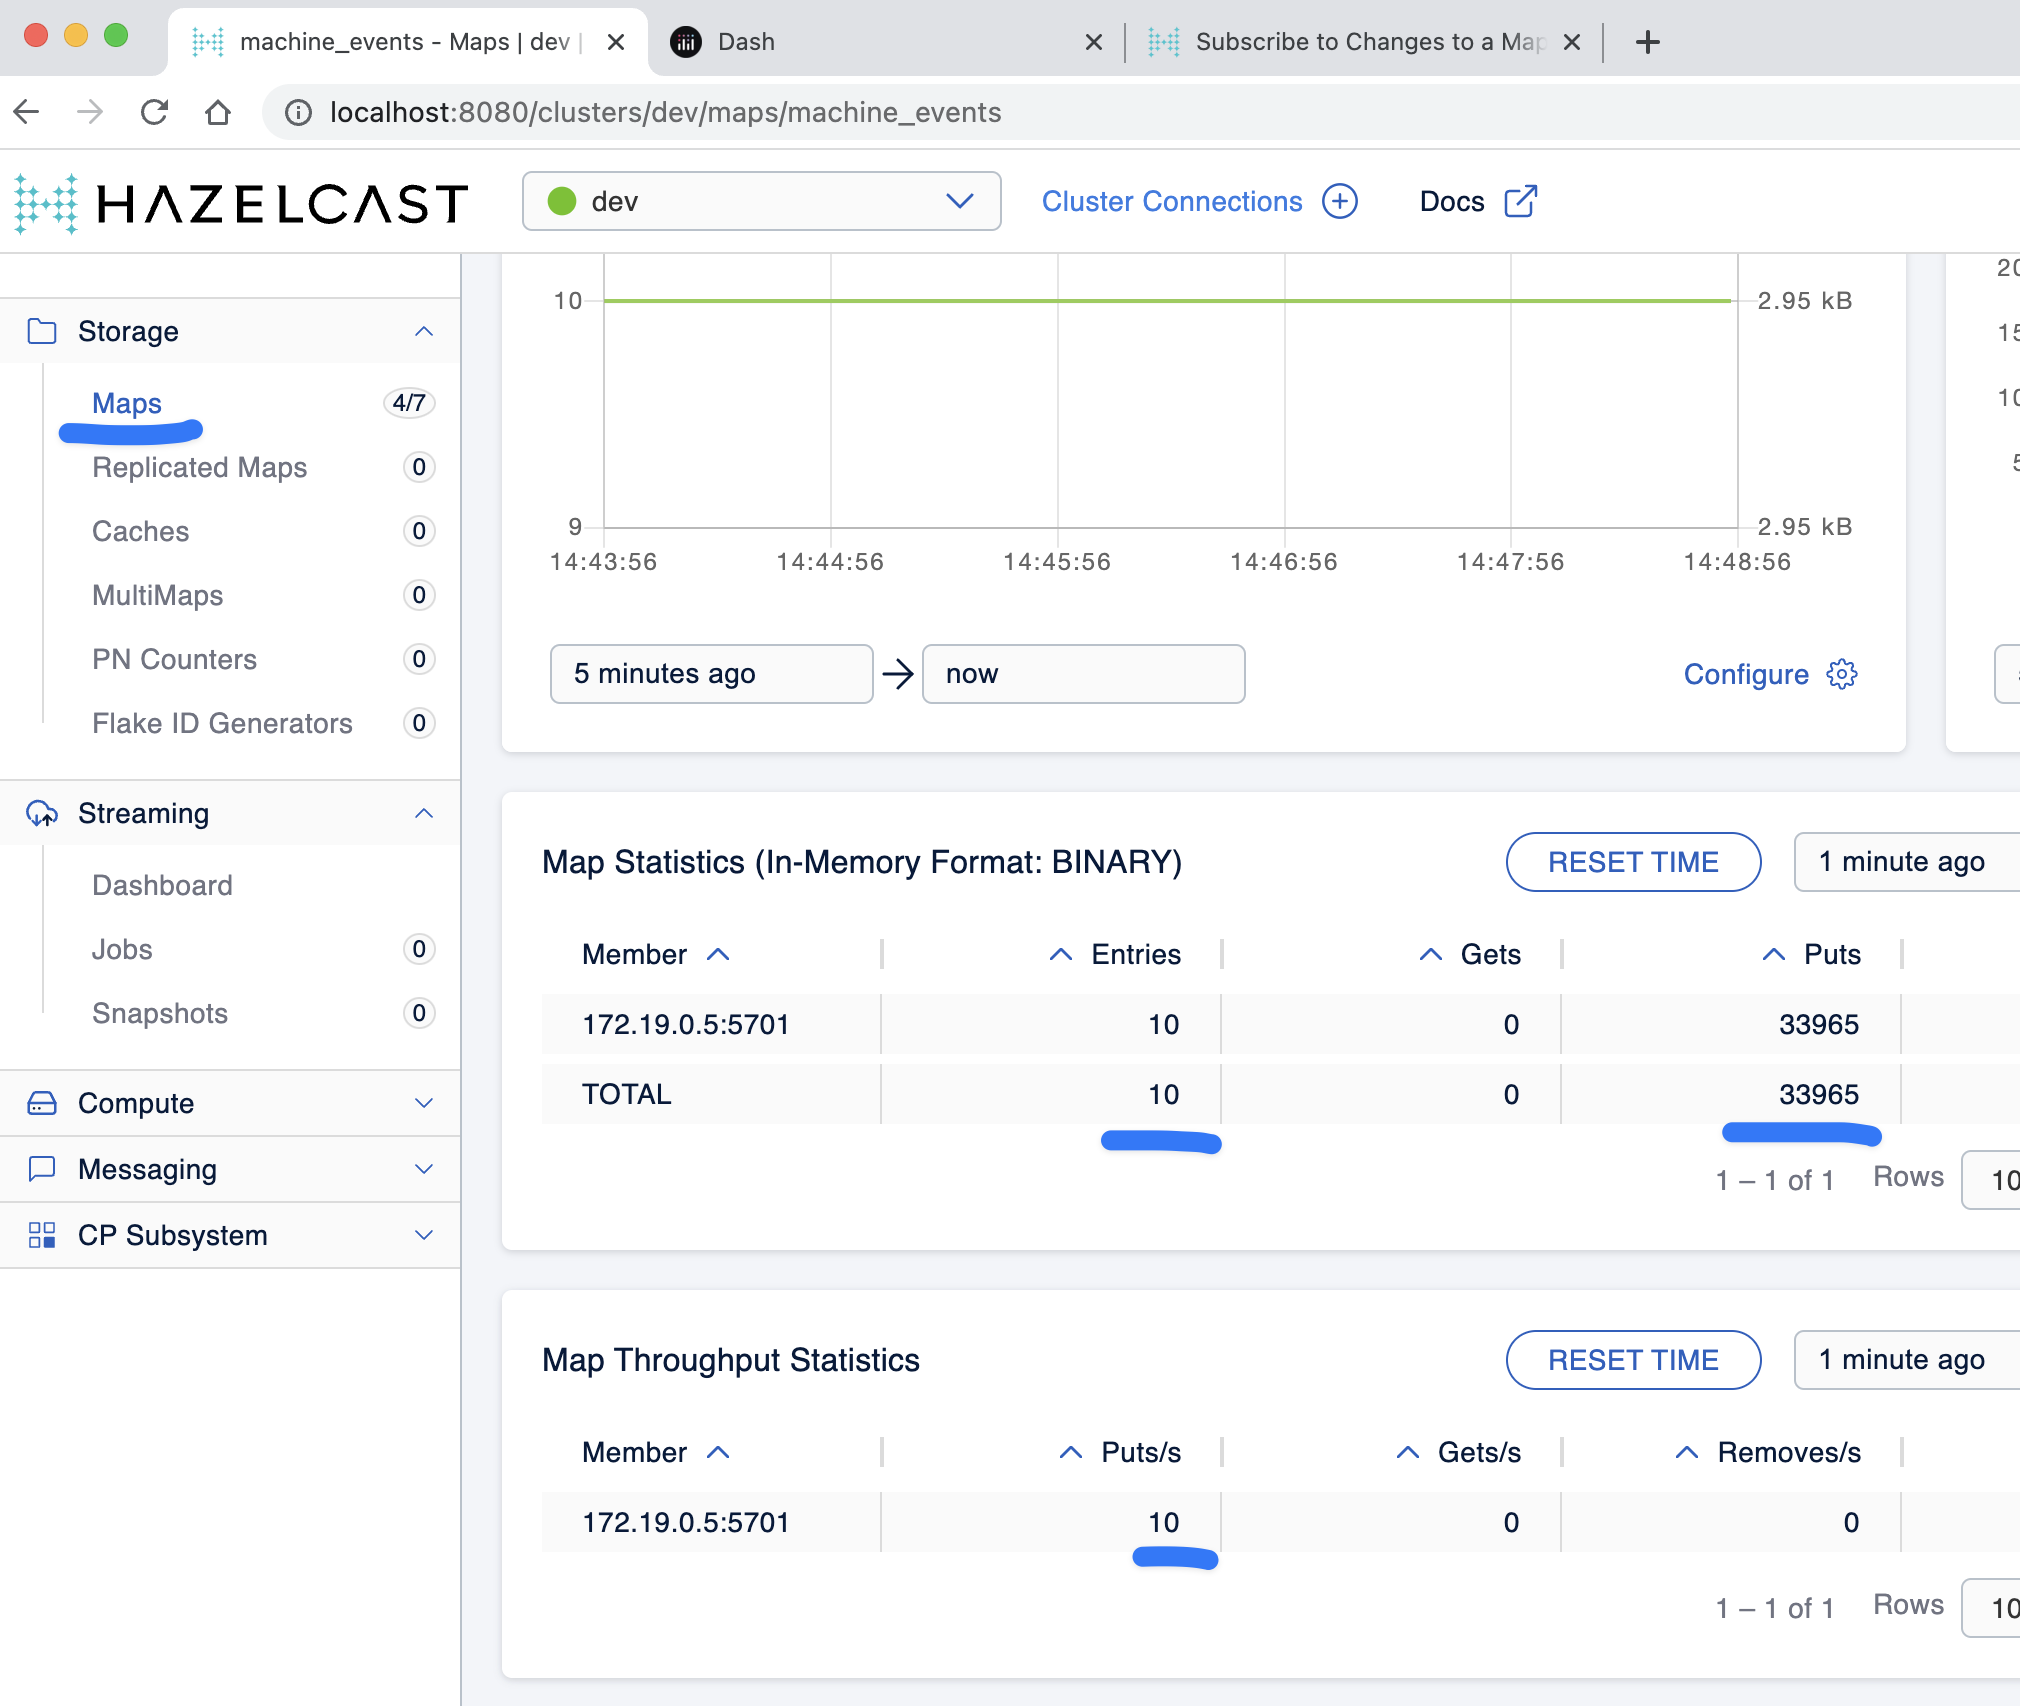 machine_events - Maps | dev |
Dash
Subscribe to Changes to a Map
localhost:8080/clusters/dev/maps/machine_events
HAZELCAST
dev
Cluster Connections
Docs
Storage
Maps 4/7
Replicated Maps 0
Caches 0
MultiMaps 0
PN Counters 0
Flake ID Generators 0
Streaming
Dashboard
Jobs 0
Snapshots 0
Compute
Messaging
CP Subsystem
10 2.95 kB
9 2.95 kB
14:43:56 14:44:56 14:45:56 14:46:56 14:47:56 14:48:56
5 minutes ago now Configure
Map Statistics (In-Memory Format: BINARY) RESET TIME 1 minute ago
Member Entries Gets Puts
172.19.0.5:5701 10 0 33965
TOTAL 10 0 33965
1 – 1 of 1 Rows 10
Map Throughput Statistics RESET TIME 1 minute ago
Member Puts/s Gets/s Removes/s
172.19.0.5:5701 10 0 0
1 – 1 of 1 Rows 10